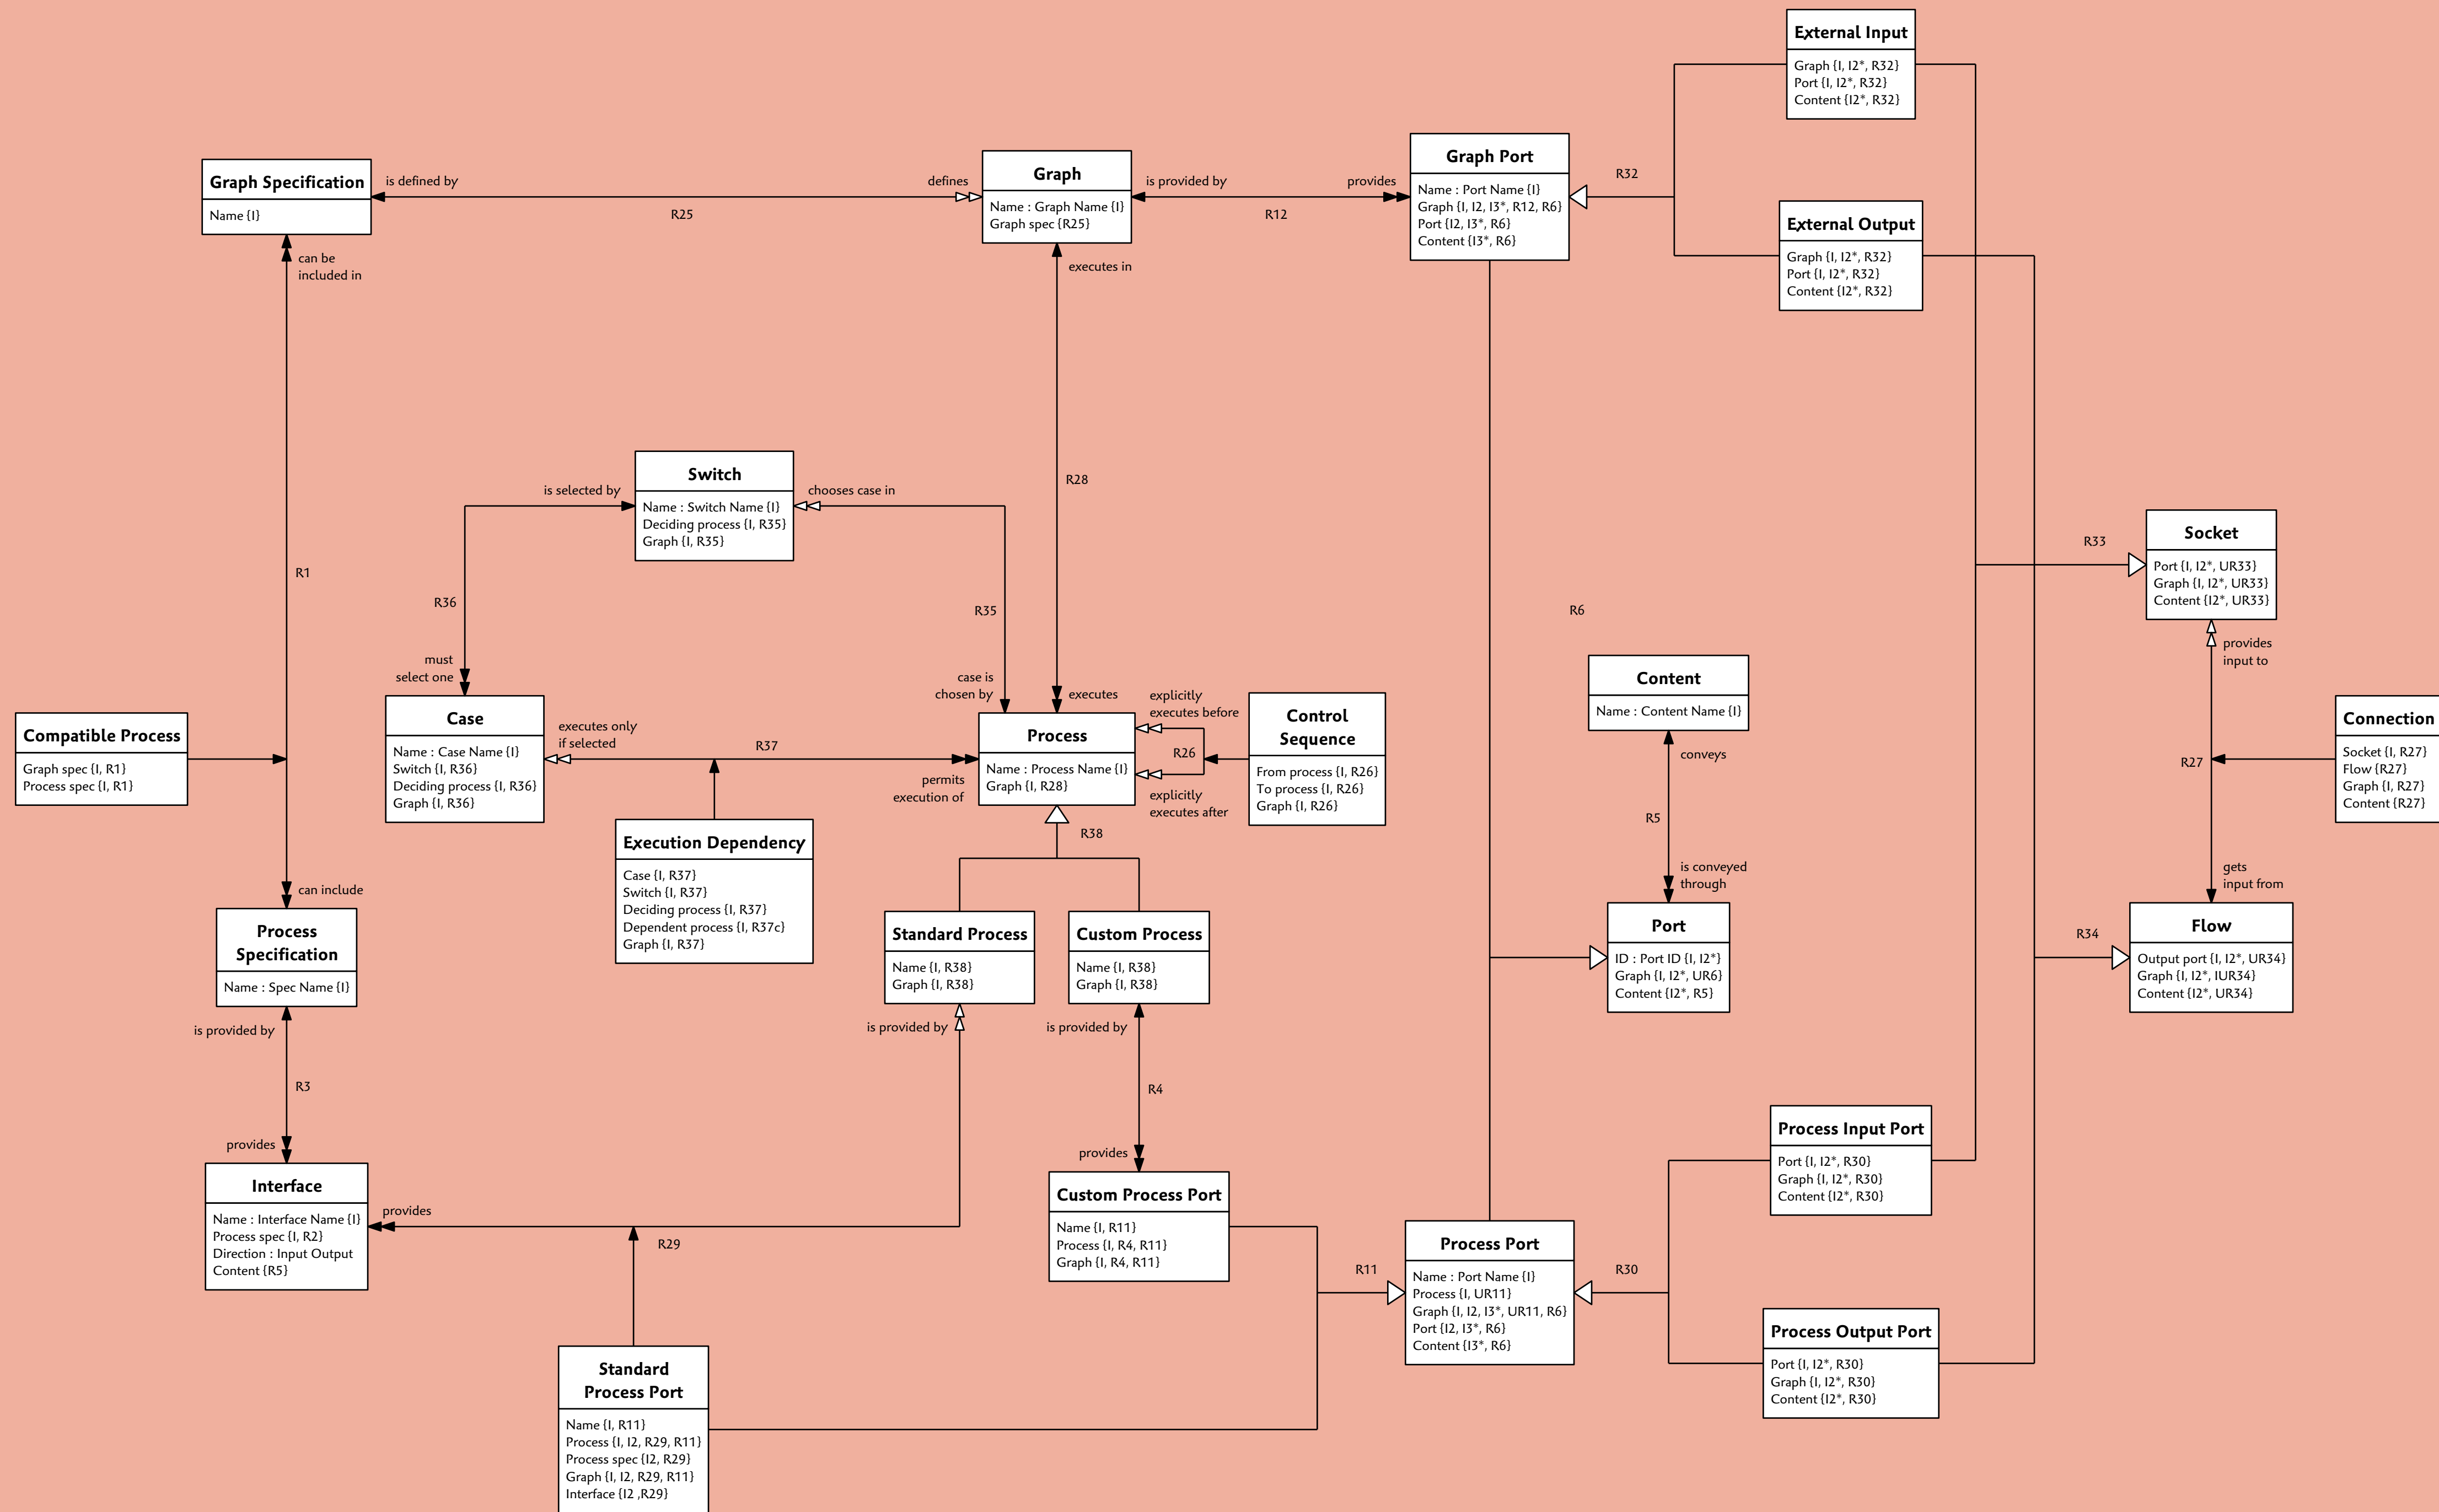 External Input
Graph {I, I2*, R32}
Port {I, I2*, R32}
Content {I2*, R32}
Graph Specification
Name {I}
is defined by
defines
R25
Graph
Name : Graph Name {I}
Graph spec {R25}
is provided by
provides
R12
Graph Port
Name : Port Name {I}
Graph {I, I2, I3*, R12, R6}
Port {I2, I3*, R6}
Content {I3*, R6}
R32
External Output
Graph {I, I2*, R32}
Port {I, I2*, R32}
Content {I2*, R32}
can be
included in
executes in
R1
R28
Switch
Name : Switch Name {I}
Deciding process {I, R35}
Graph {I, R35}
is selected by
chooses case in
R36
R35
must
select one
case is
chosen by
executes
R6
R33
Socket
Port {I, I2*, UR33}
Graph {I, I2*, UR33}
Content {I2*, UR33}
provides
input to
Content
Name : Content Name {I}
conveys
R5
is conveyed
through
Compatible Process
Graph spec {I, R1}
Process spec {I, R1}
Case
Name : Case Name {I}
Switch {I, R36}
Deciding process {I, R36}
Graph {I, R36}
executes only
if selected
R37
permits
execution of
Process
Name : Process Name {I}
Graph {I, R28}
explicitly
executes before
R26
explicitly
executes after
Control
Sequence
From process {I, R26}
To process {I, R26}
Graph {I, R26}
R27
Connection
Socket {I, R27}
Flow {R27}
Graph {I, R27}
Content {R27}
gets
input from
Execution Dependency
Case {I, R37}
Switch {I, R37}
Deciding process {I, R37}
Dependent process {I, R37c}
Graph {I, R37}
R38
can include
Process
Specification
Name : Spec Name {I}
Standard Process
Name {I, R38}
Graph {I, R38}
Custom Process
Name {I, R38}
Graph {I, R38}
Port
ID : Port ID {I, I2*}
Graph {I, I2*, UR6}
Content {I2*, R5}
R34
Flow
Output port {I, I2*, UR34}
Graph {I, I2*, IUR34}
Content {I2*, UR34}
is provided by
R3
provides
is provided by
is provided by
R4
provides
Interface
Name : Interface Name {I}
Process spec {I, R2}
Direction : Input Output
Content {R5}
provides
R29
Custom Process Port
Name {I, R11}
Process {I, R4, R11}
Graph {I, R4, R11}
R11
Process Port
Name : Port Name {I}
Process {I, UR11}
Graph {I, I2, I3*, UR11, R6}
Port {I2, I3*, R6}
Content {I3*, R6}
R30
Process Input Port
Port {I, I2*, R30}
Graph {I, I2*, R30}
Content {I2*, R30}
Process Output Port
Port {I, I2*, R30}
Graph {I, I2*, R30}
Content {I2*, R30}
Standard
Process Port
Name {I, R11}
Process {I, I2, R29, R11}
Process spec {I2, R29}
Graph {I, I2, R29, R11}
Interface {I2 ,R29}